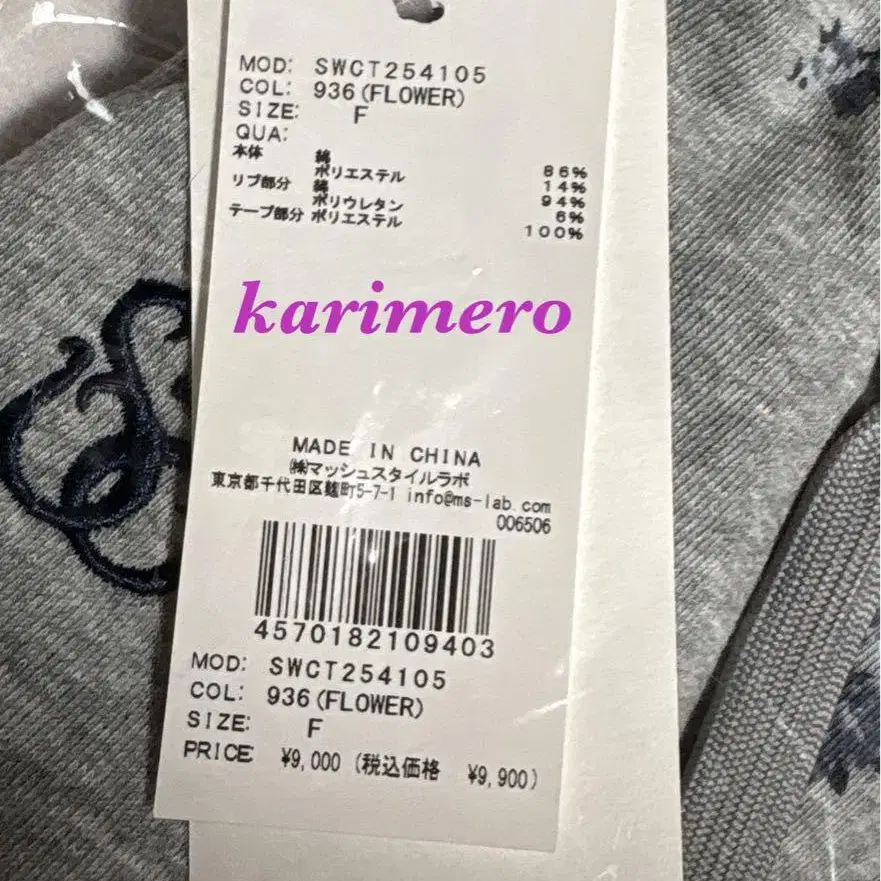 MOD: SWCT254105
COL: 936(FLOWER)
SIZE: F
QUA:
本体 綿 86%
ポリエステル 14%
リブ部分 綿 94%
ポリウレタン 6%
テープ部分 ポリエステル 100%
karimero
MADE IN CHINA
㈱マッシュスタイルラボ
東京都千代田区麹町5-7-1 info@ms-lab.com
006506
4570182109403
MOD: SWCT254105
COL: 936(FLOWER)
SIZE: F
PRICE ¥9,000 (税込価格 ¥9,900)